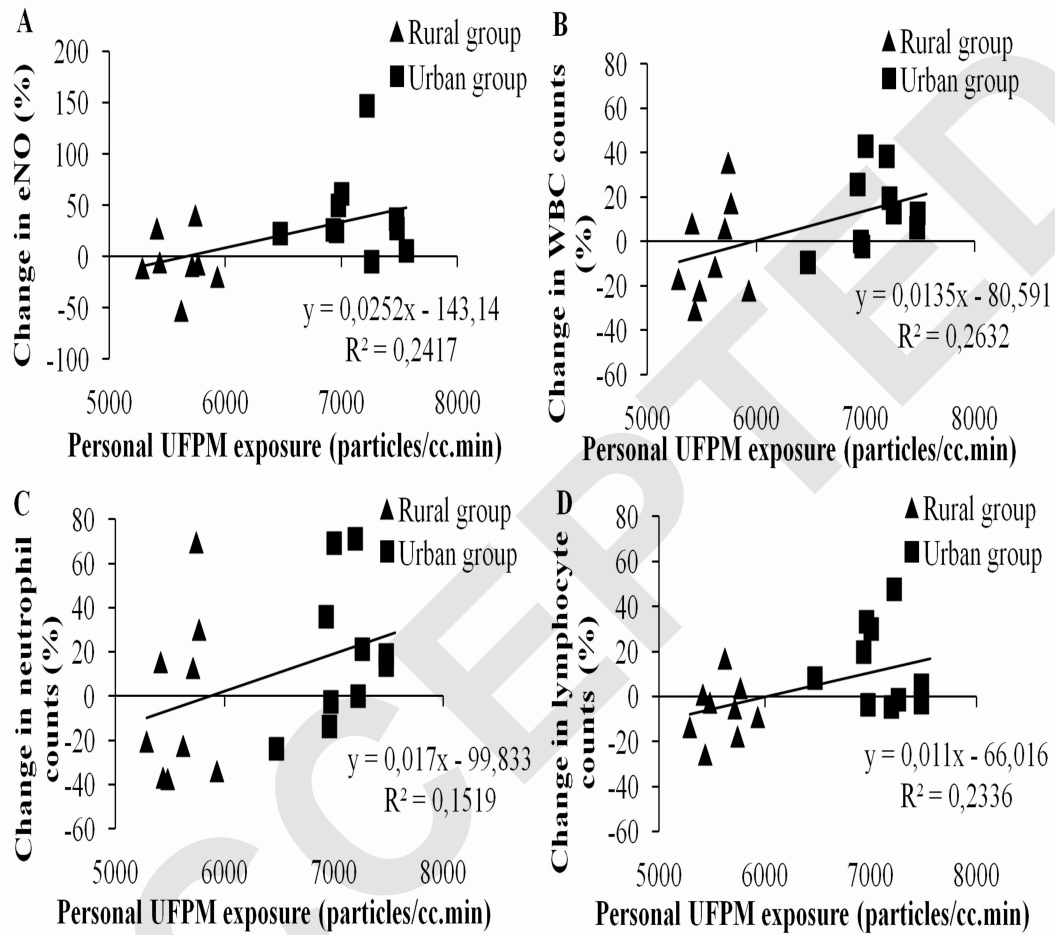 A
Rural group
Urban group
Change in eNO (%)
200
150
100
50
0
-50
-100
y = 0,0252x - 143,14
R² = 0,2417
5000 6000 7000 8000
Personal UFPM exposure (particles/cc.min)
B
Rural group
Urban group
Change in WBC counts
(%)
80
60
40
20
0
-20
-40
-60
y = 0,0135x - 80,591
R² = 0,2632
5000 6000 7000 8000
Personal UFPM exposure (particles/cc.min)
C
Rural group
Urban group
Change in neutrophil
counts (%)
80
60
40
20
0
-20
-40
-60
y = 0,017x - 99,833
R² = 0,1519
5000 6000 7000 8000
Personal UFPM exposure (particles/cc.min)
D
Rural group
Urban group
Change in lymphocyte
counts (%)
80
60
40
20
0
-20
-40
-60
y = 0,011x - 66,016
R² = 0,2336
5000 6000 7000 8000
Personal UFPM exposure (particles/cc.min)
CCEPTED